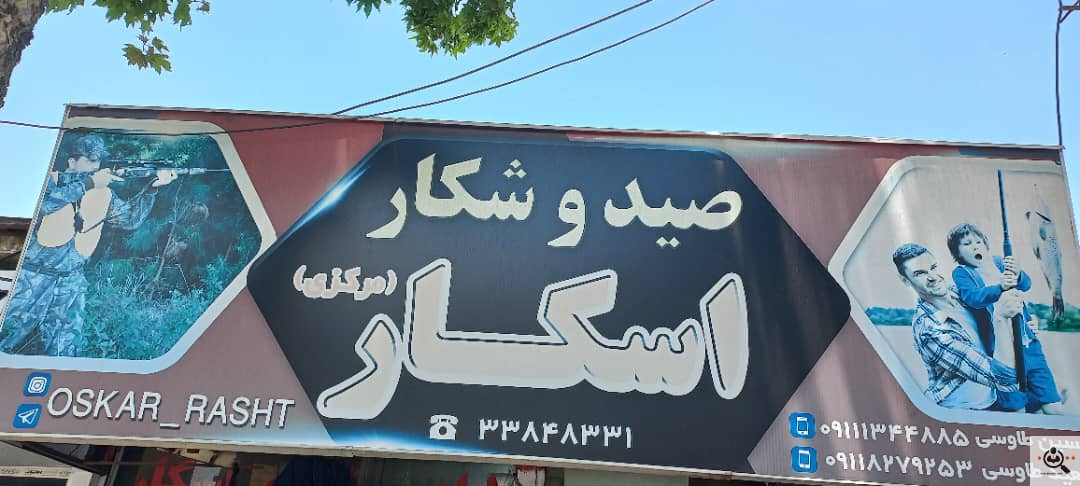 صید و شکار
اسکار (مرکزی)
۳۳۸۴۸۳۳۱
OSKAR_RASHT
طاوسی ۰۹۱۱۱۳۴۴۸۸۵
طاوسی ۰۹۱۱۸۲۷۹۲۵۳